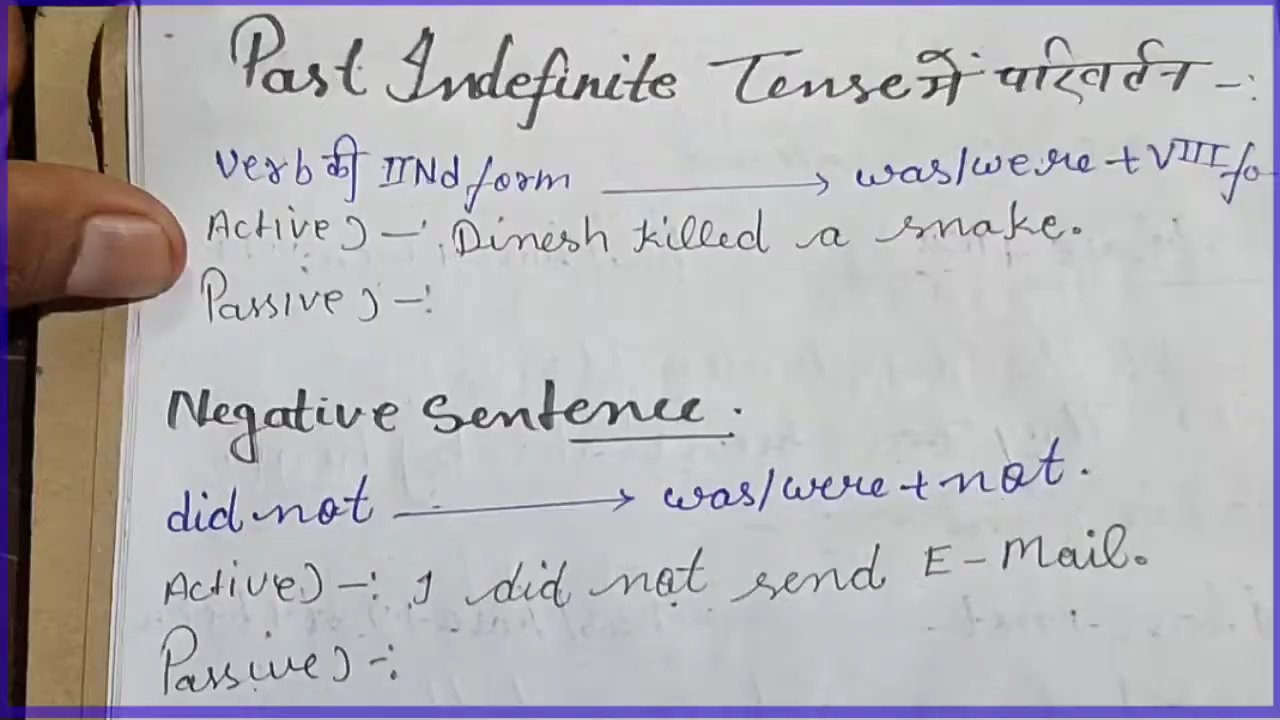 Past Indefinite Tense में परिवर्तन -:
Verb की IINd form ⟶ was/were + VIII fo
Active) -: Dinesh killed a snake.
Passive) -:
Negative Sentence.
did not ⟶ was/were + not.
Active) -: I did not send E-Mail.
Passive) -: